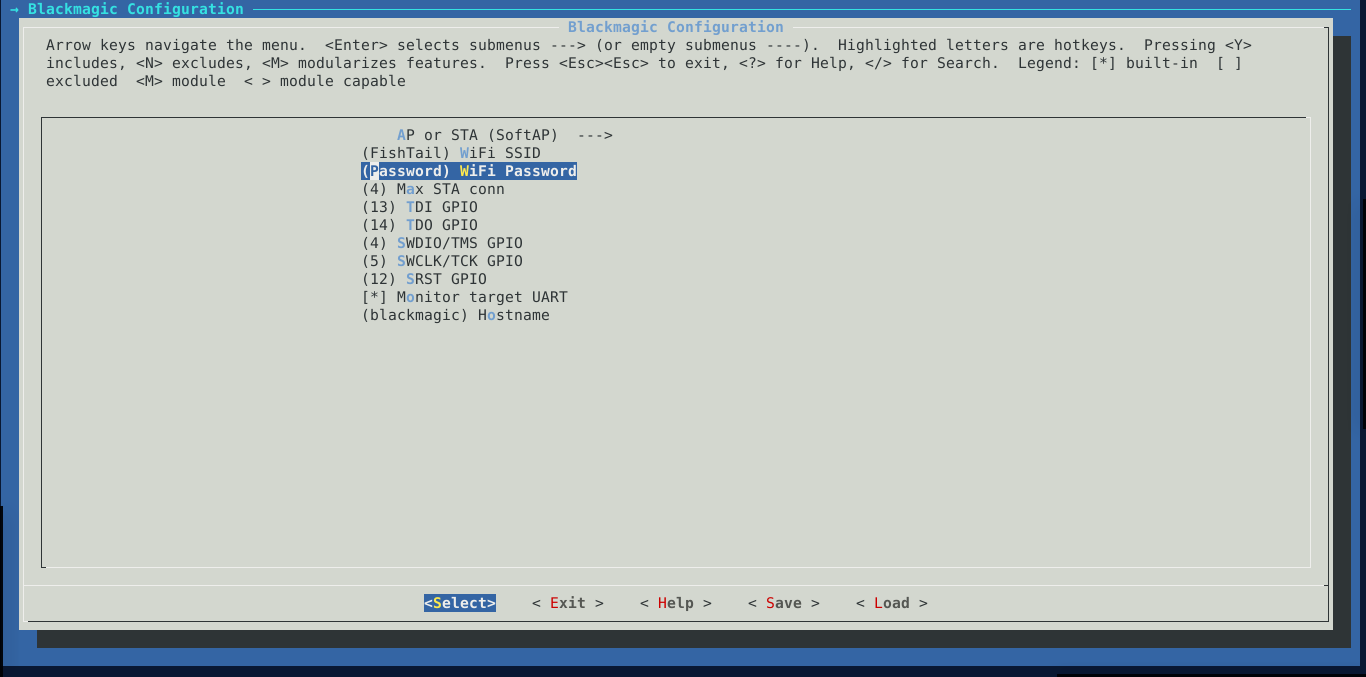 → Blackmagic Configuration
Blackmagic Configuration
Arrow keys navigate the menu.  <Enter> selects submenus ---> (or empty submenus ----).  Highlighted letters are hotkeys.  Pressing <Y>
includes, <N> excludes, <M> modularizes features.  Press <Esc><Esc> to exit, <?> for Help, </> for Search.  Legend: [*] built-in  [ ]
excluded  <M> module  < > module capable
AP or STA (SoftAP)  --->
(FishTail) WiFi SSID
(Password) WiFi Password
(4) Max STA conn
(13) TDI GPIO
(14) TDO GPIO
(4) SWDIO/TMS GPIO
(5) SWCLK/TCK GPIO
(12) SRST GPIO
[*] Monitor target UART
(blackmagic) Hostname
<Select>    < Exit >    < Help >    < Save >    < Load >